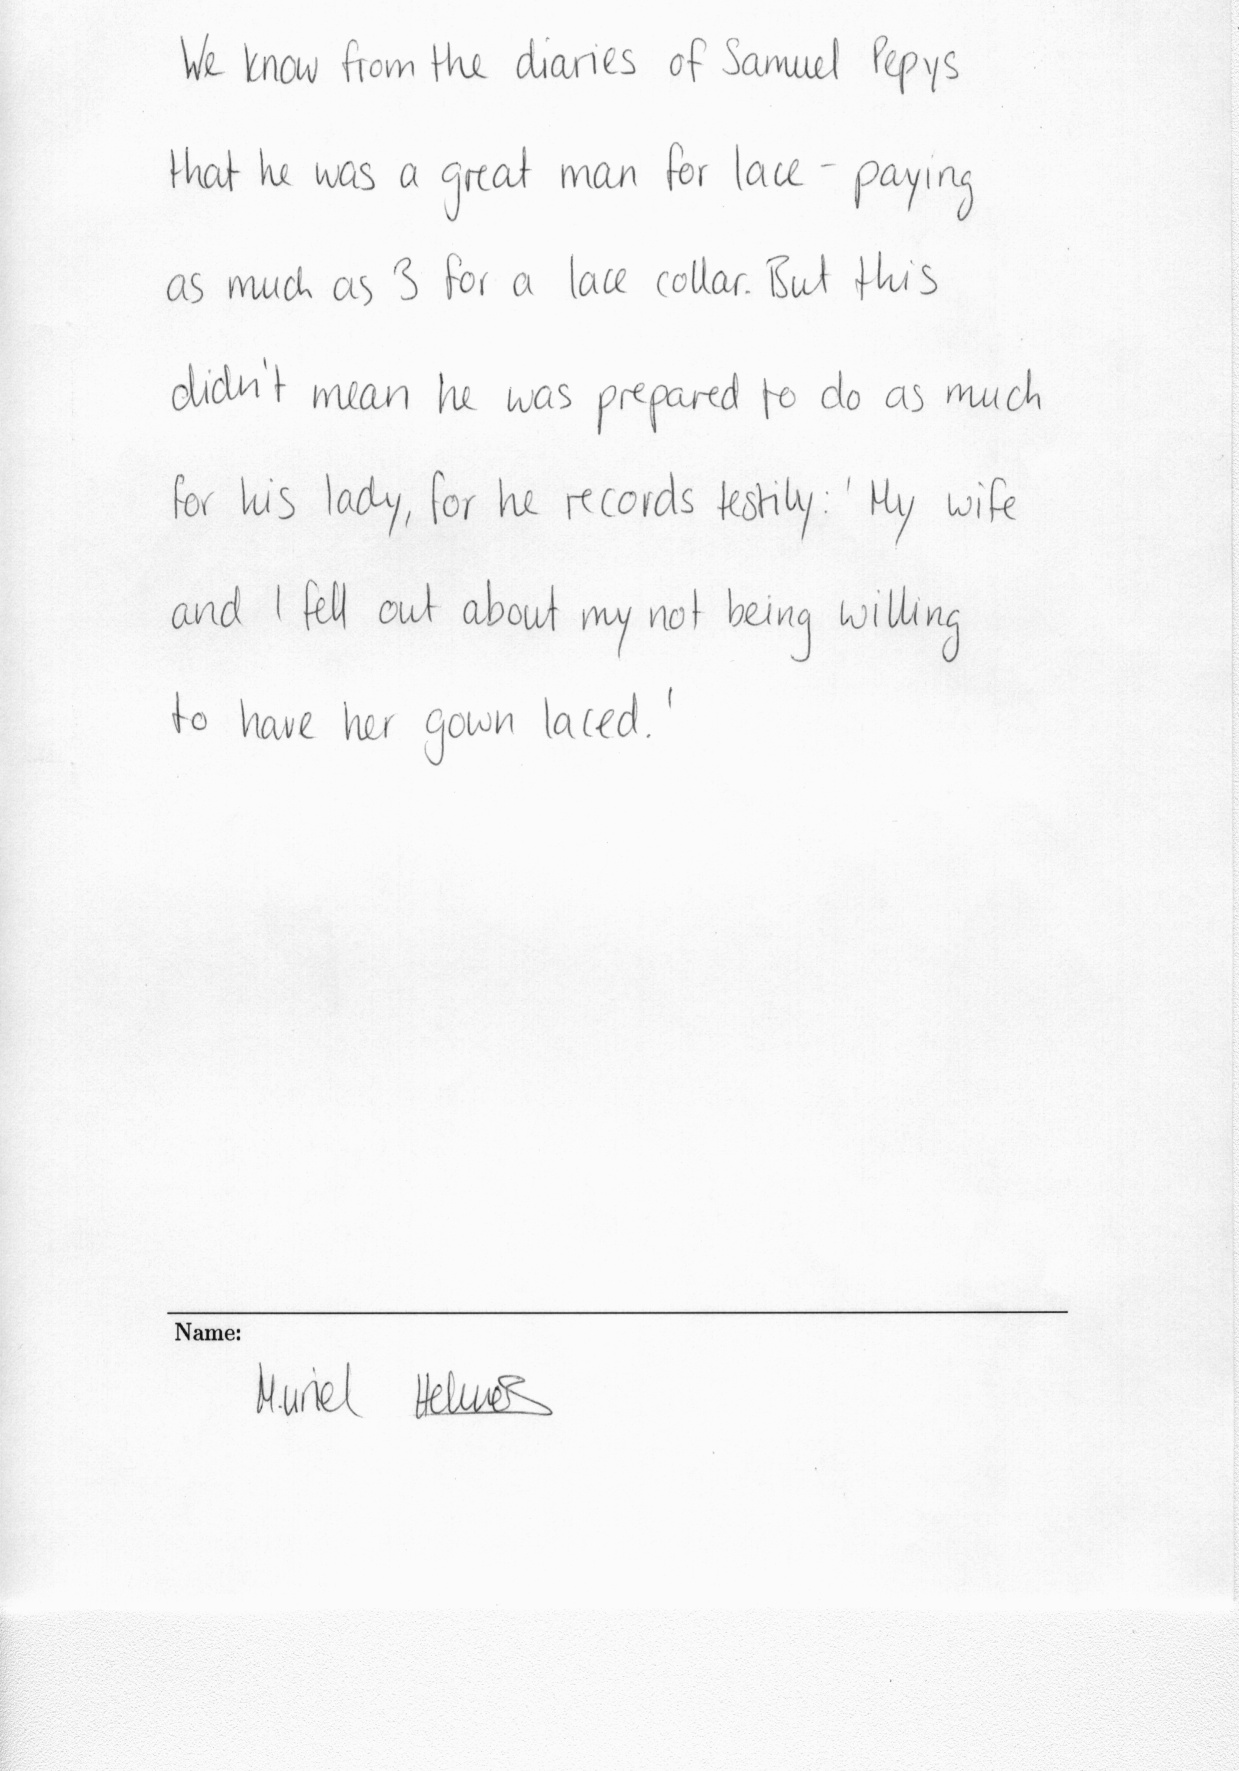 We know from the diaries of Samuel Pepys
that he was a great man for lace - paying
as much as 3 for a lace collar. But this
didn't mean he was prepared to do as much
for his lady, for he records testily: ' My wife
and I fell out about my not being willing
to have her gown laced. '
Name:
Muriel